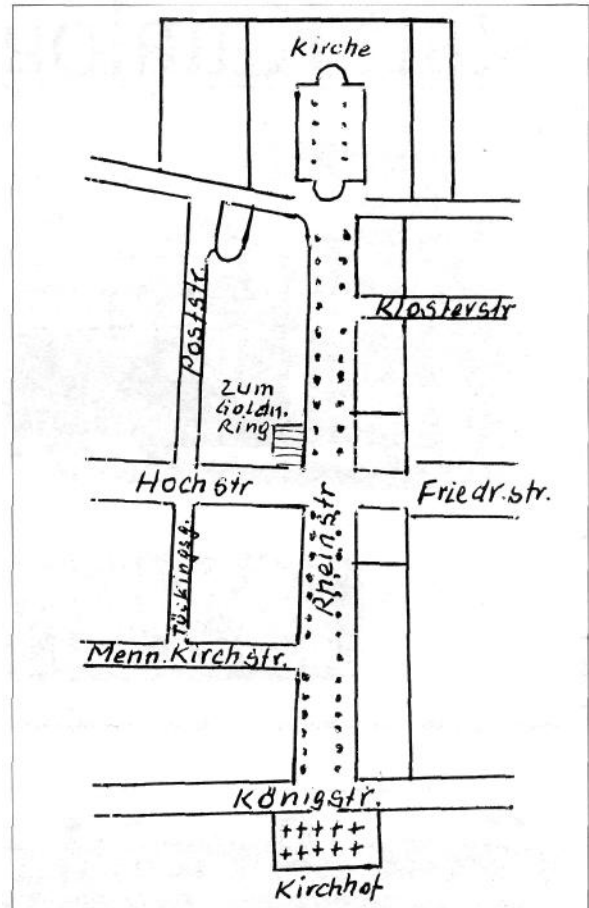 Kirche
Klosterstr
Poststr.
Zum
Goldn.
Ring
Hochstr
Friedr.str.
Rheinstr
Menn.Kirchstr.
Königstr.
Kirchhof